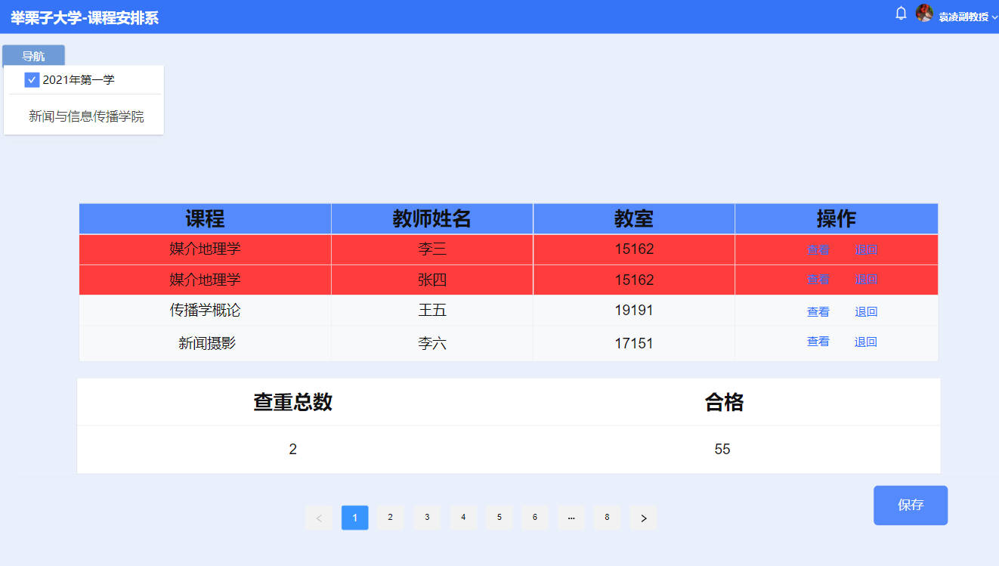 举栗子大学-课程安排系
袁凌副教授
导航
2021年第一学
新闻与信息传播学院
课程 教师姓名 教室 操作
媒介地理学 李三 15162 查看 退回
媒介地理学 张四 15162 查看 退回
传播学概论 王五 19191 查看 退回
新闻摄影 李六 17151 查看 退回
查重总数 合格
2 55
保存
< 1 2 3 4 5 6 ... 8 >